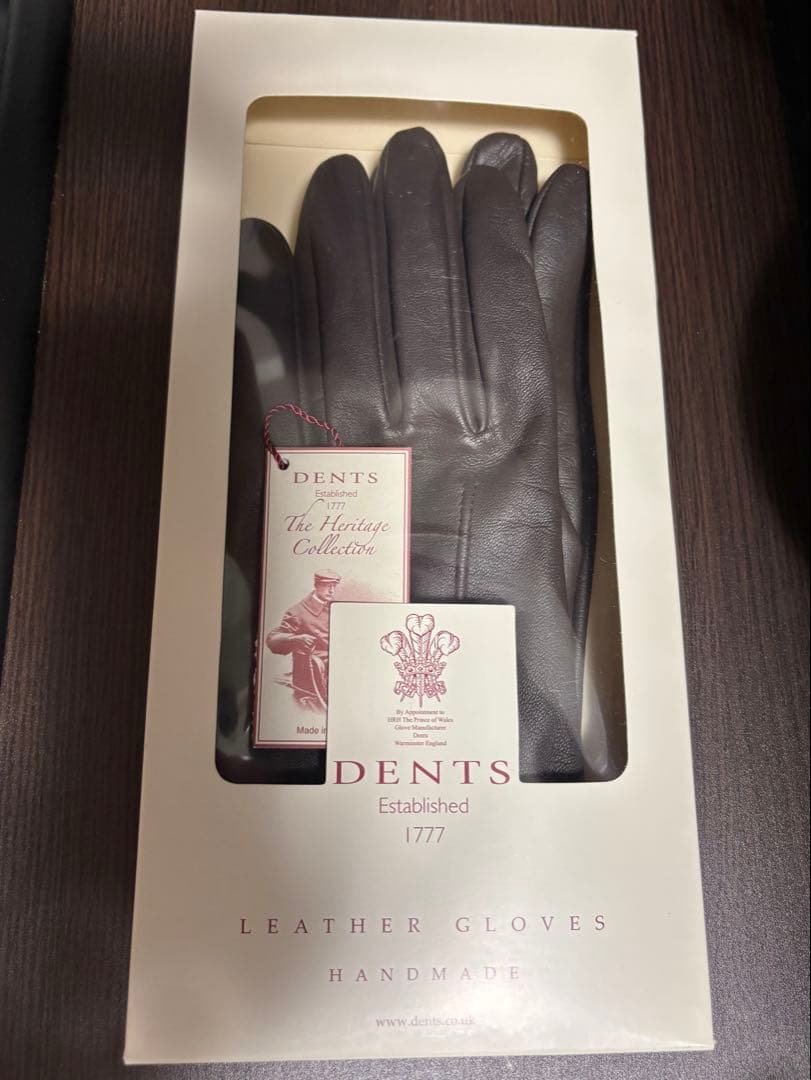 DENTS
Established
1777
The Heritage
Collection
Made in
By Appointment to
HRH The Prince of Wales
Glove Manufacturer
Dents
Warminster England
DENTS
Established
1777
LEATHER GLOVES
HANDMADE
www.dents.co.uk